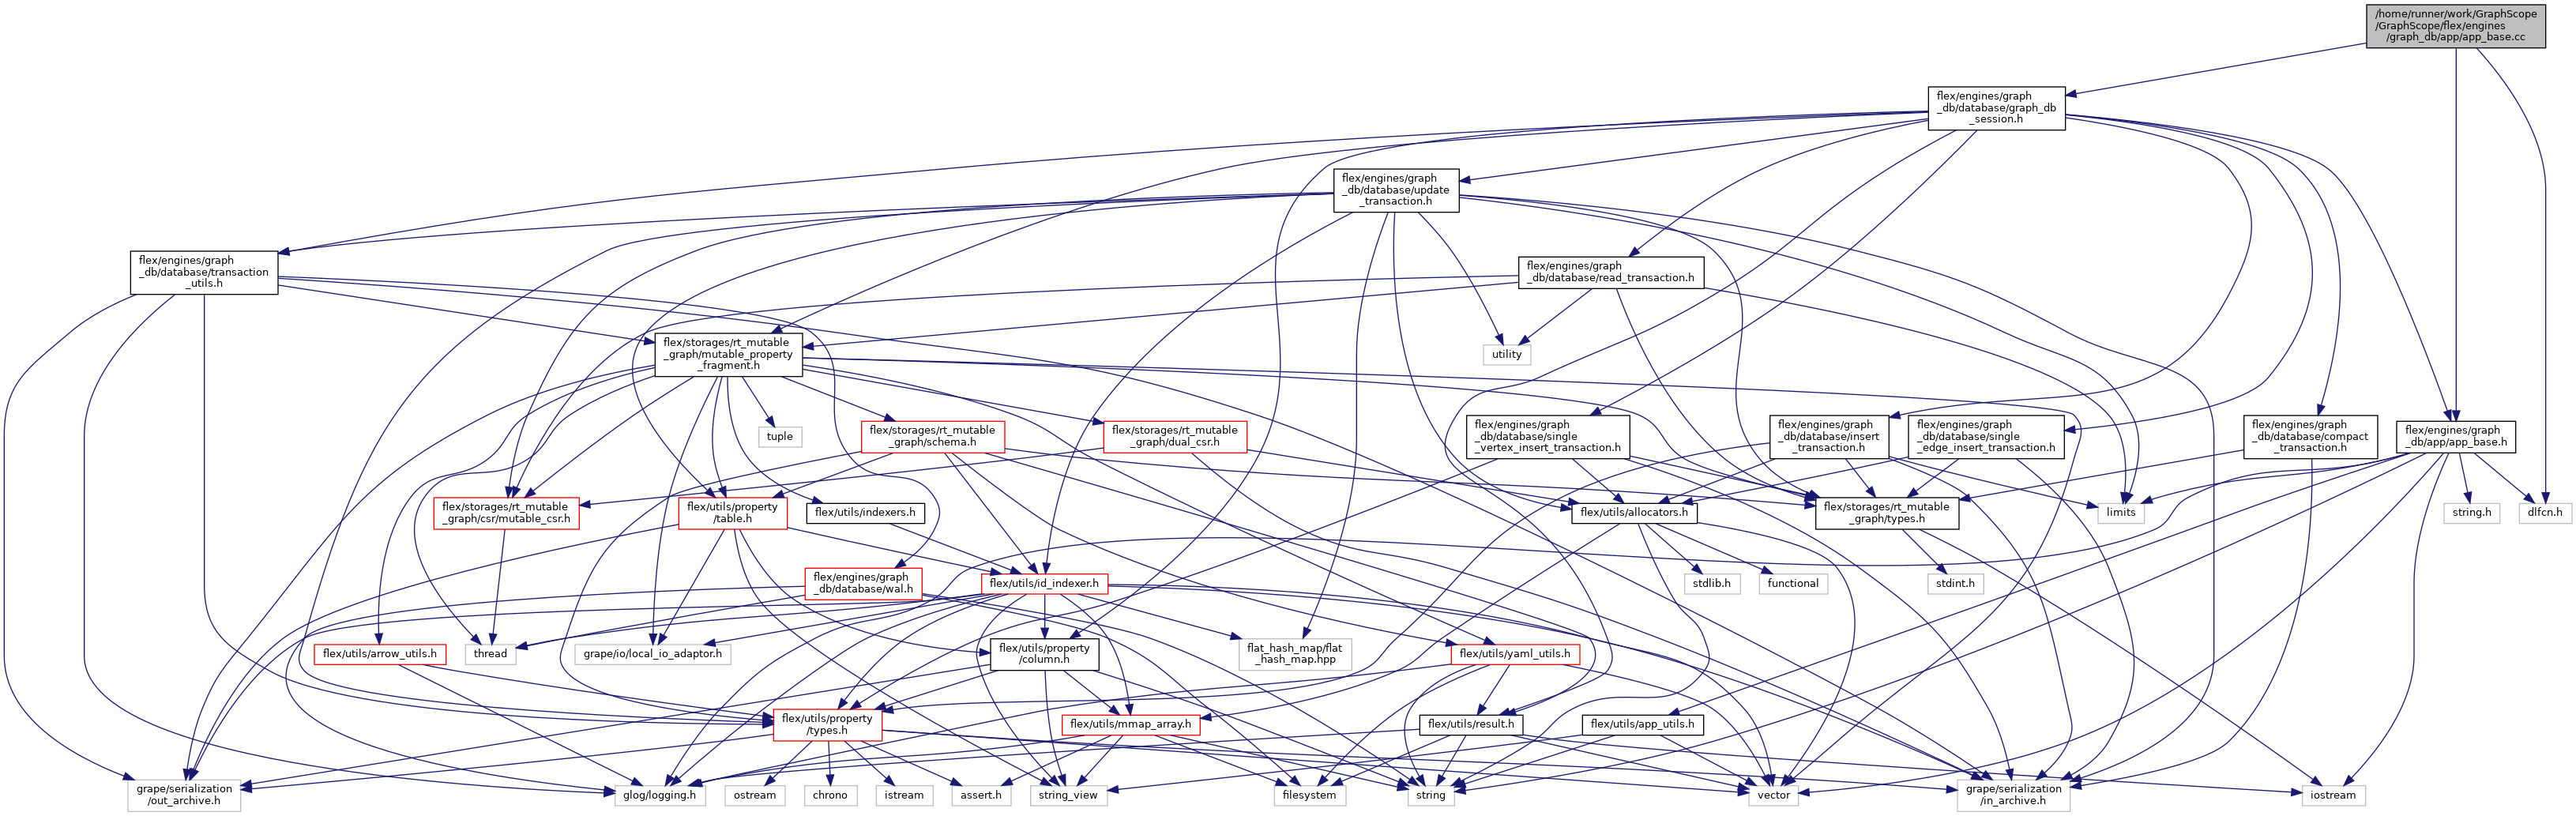 /home/runner/work/GraphScope
/GraphScope/flex/engines
/graph_db/app/app_base.cc
flex/engines/graph
_db/database/graph_db
_session.h
flex/engines/graph
_db/database/update
_transaction.h
flex/engines/graph
_db/database/transaction
_utils.h
flex/engines/graph
_db/database/read_transaction.h
flex/storages/rt_mutable
_graph/mutable_property
_fragment.h
utility
tuple
flex/storages/rt_mutable
_graph/schema.h
flex/storages/rt_mutable
_graph/dual_csr.h
flex/engines/graph
_db/database/single
_vertex_insert_transaction.h
flex/engines/graph
_db/database/insert
_transaction.h
flex/engines/graph
_db/database/single
_edge_insert_transaction.h
flex/engines/graph
_db/database/compact
_transaction.h
flex/engines/graph
_db/app/app_base.h
flex/storages/rt_mutable
_graph/csr/mutable_csr.h
flex/utils/property
/table.h
flex/utils/indexers.h
flex/utils/allocators.h
flex/storages/rt_mutable
_graph/types.h
limits
string.h
dlfcn.h
flex/engines/graph
_db/database/wal.h
flex/utils/id_indexer.h
stdlib.h
functional
stdint.h
flex/utils/arrow_utils.h
thread
grape/io/local_io_adaptor.h
flex/utils/property
/column.h
flat_hash_map/flat
_hash_map.hpp
flex/utils/yaml_utils.h
flex/utils/property
/types.h
flex/utils/mmap_array.h
flex/utils/result.h
flex/utils/app_utils.h
grape/serialization
/out_archive.h
glog/logging.h
ostream
chrono
istream
assert.h
string_view
filesystem
string
vector
grape/serialization
/in_archive.h
iostream